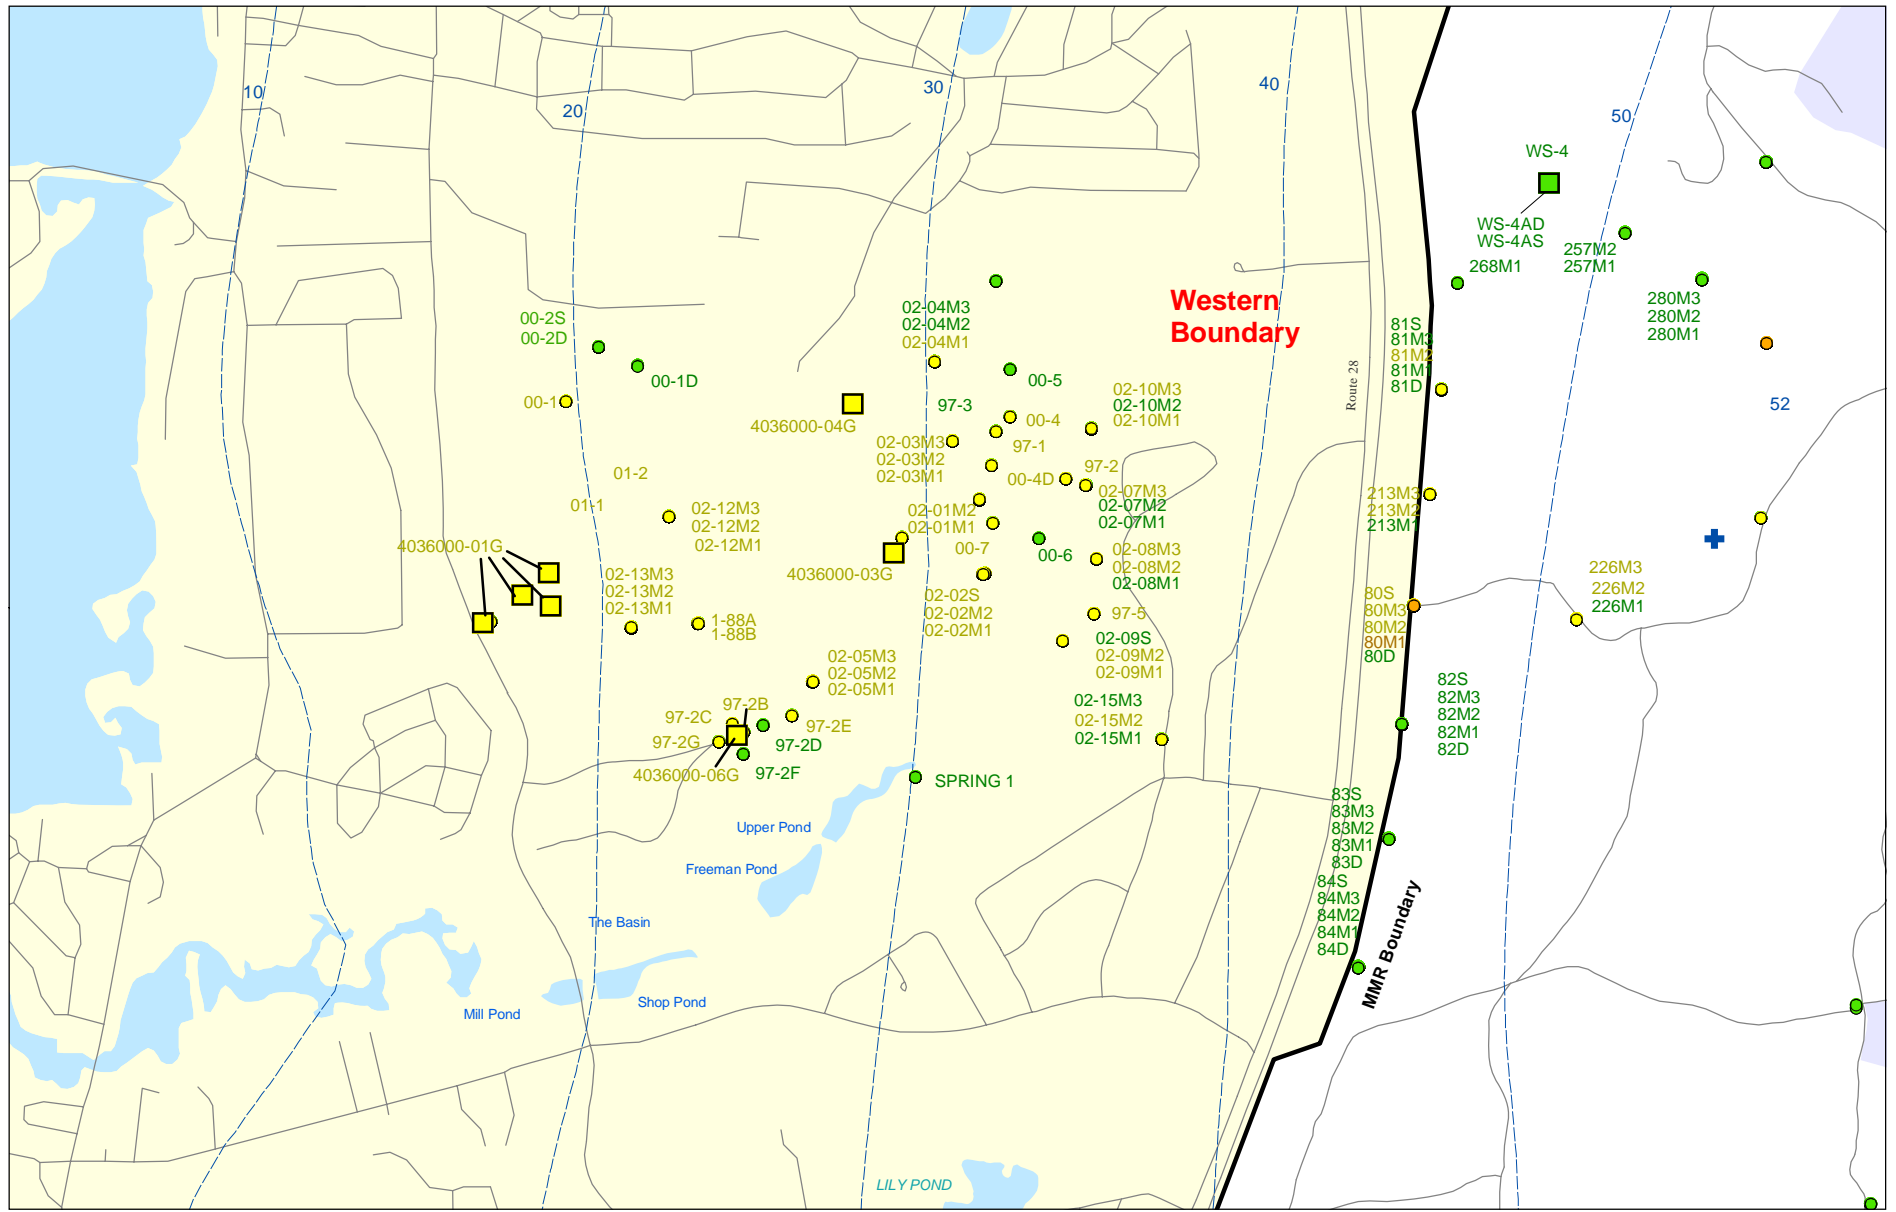 10
20
30
40
50
52
WS-4
WS-4AD
WS-4AS
268M1
257M2
257M1
280M3
280M2
280M1
Western
Boundary
02-04M3
02-04M2
02-04M1
00-2S
00-2D
00-1D
00-1
00-5
97-3
4036000-04G
00-4
97-1
02-10M3
02-10M2
02-10M1
02-03M3
02-03M2
02-03M1
00-4D
97-2
02-07M3
02-07M2
02-07M1
81S
81M3
81M2
81M1
81D
Route 28
01-2
01-1
02-12M3
02-12M2
02-12M1
02-01M2
02-01M1
00-7
00-6
213M3
213M2
213M1
4036000-01G
4036000-03G
02-08M3
02-08M2
02-08M1
02-13M3
02-13M2
02-13M1
1-88A
1-88B
02-02S
02-02M2
02-02M1
97-5
02-09S
02-09M2
02-09M1
80S
80M3
80M2
80M1
80D
226M3
226M2
226M1
02-05M3
02-05M2
02-05M1
97-2B
97-2C
97-2E
97-2G
97-2D
4036000-06G
97-2F
02-15M3
02-15M2
02-15M1
82S
82M3
82M2
82M1
82D
SPRING 1
83S
83M3
83M2
83M1
83D
84S
84M3
84M2
84M1
84D
MMR Boundary
Upper Pond
Freeman Pond
The Basin
Shop Pond
Mill Pond
LILY POND